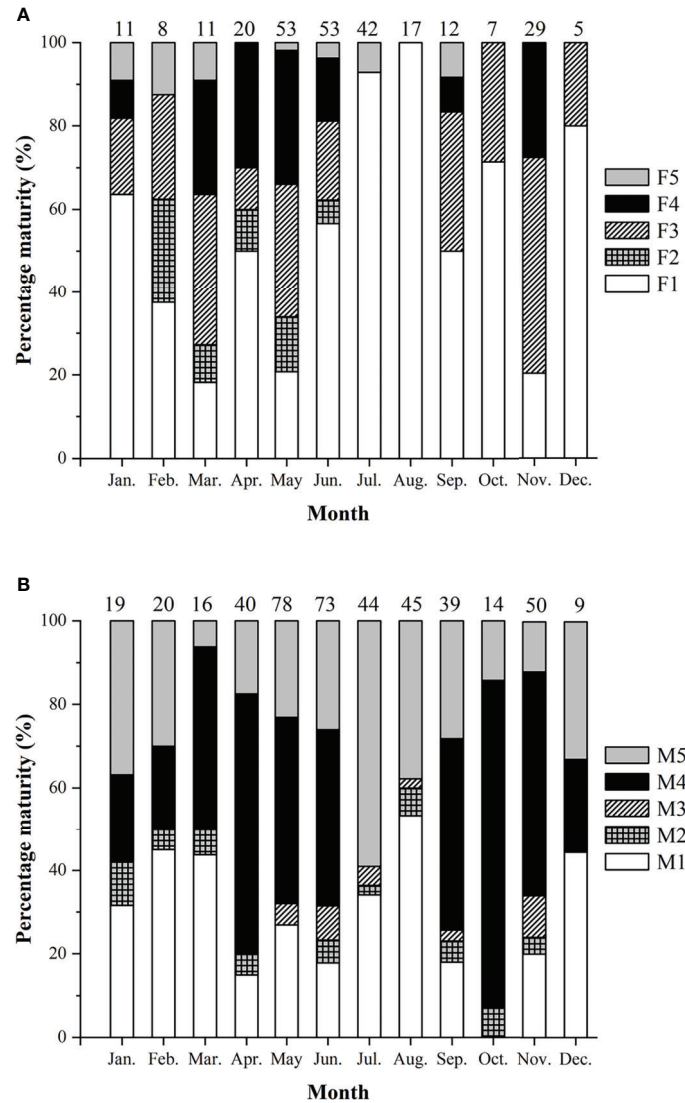 A
11 8 11 20 53 53 42 17 12 7 29 5
100
80
60
40
20
0
Percentage maturity (%)
F5
F4
F3
F2
F1
Jan. Feb. Mar. Apr. May Jun. Jul. Aug. Sep. Oct. Nov. Dec.
Month
B
19 20 16 40 78 73 44 45 39 14 50 9
100
80
60
40
20
0
Percentage maturity (%)
M5
M4
M3
M2
M1
Jan. Feb. Mar. Apr. May Jun. Jul. Aug. Sep. Oct. Nov. Dec.
Month